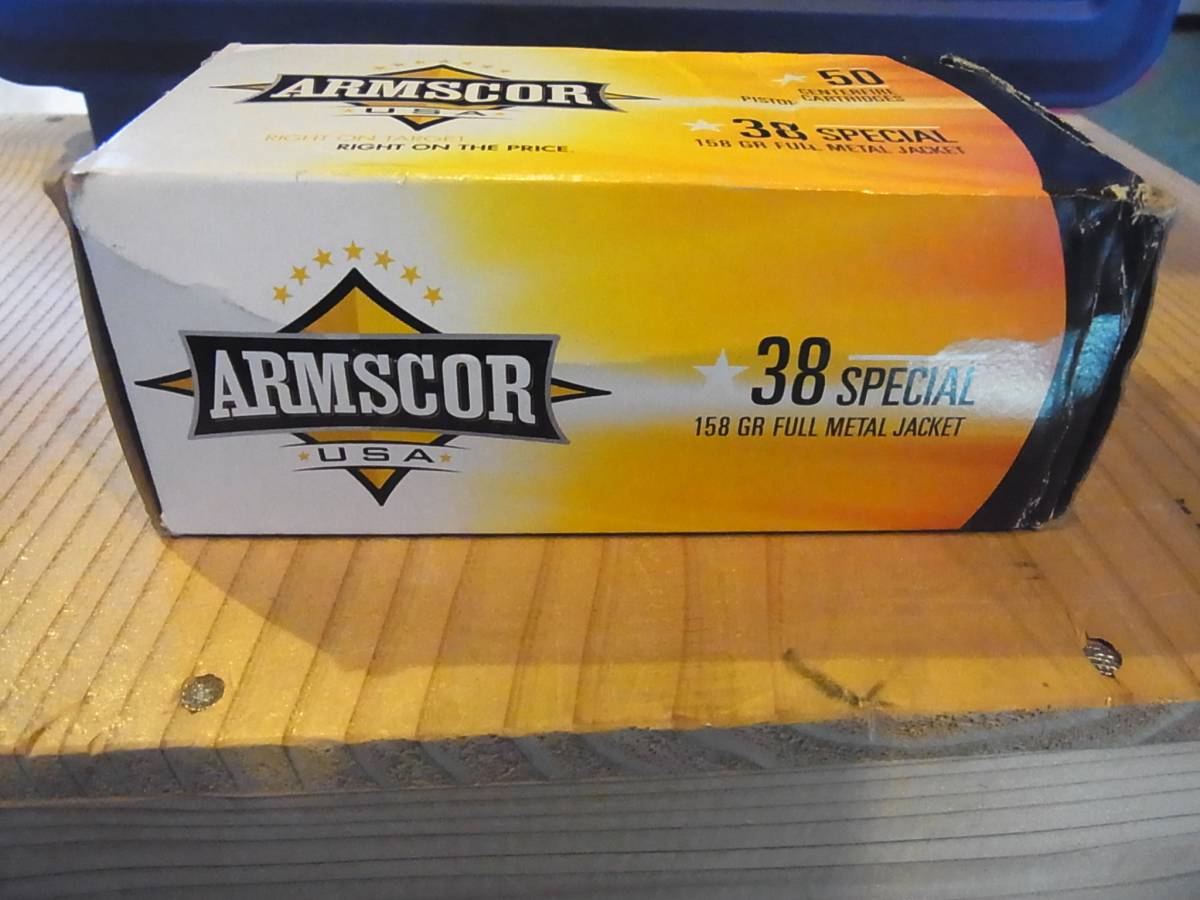 ARMSCOR
USA
RIGHT ON TARGET.
RIGHT ON THE PRICE.
50
PISTOL CENTERFIRE CARTRIDGES
38 SPECIAL
158 GR FULL METAL JACKET
ARMSCOR
USA
38 SPECIAL
158 GR FULL METAL JACKET